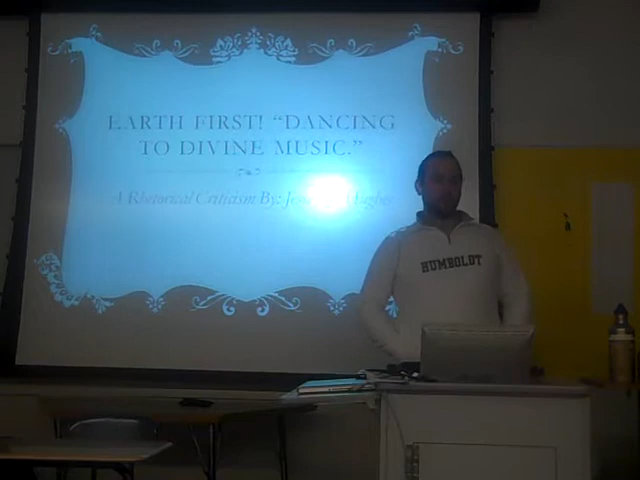 EARTH FIRST! “DANCING
TO DIVINE MUSIC.”
A Rhetorical Criticism By:
HUMBOLDT